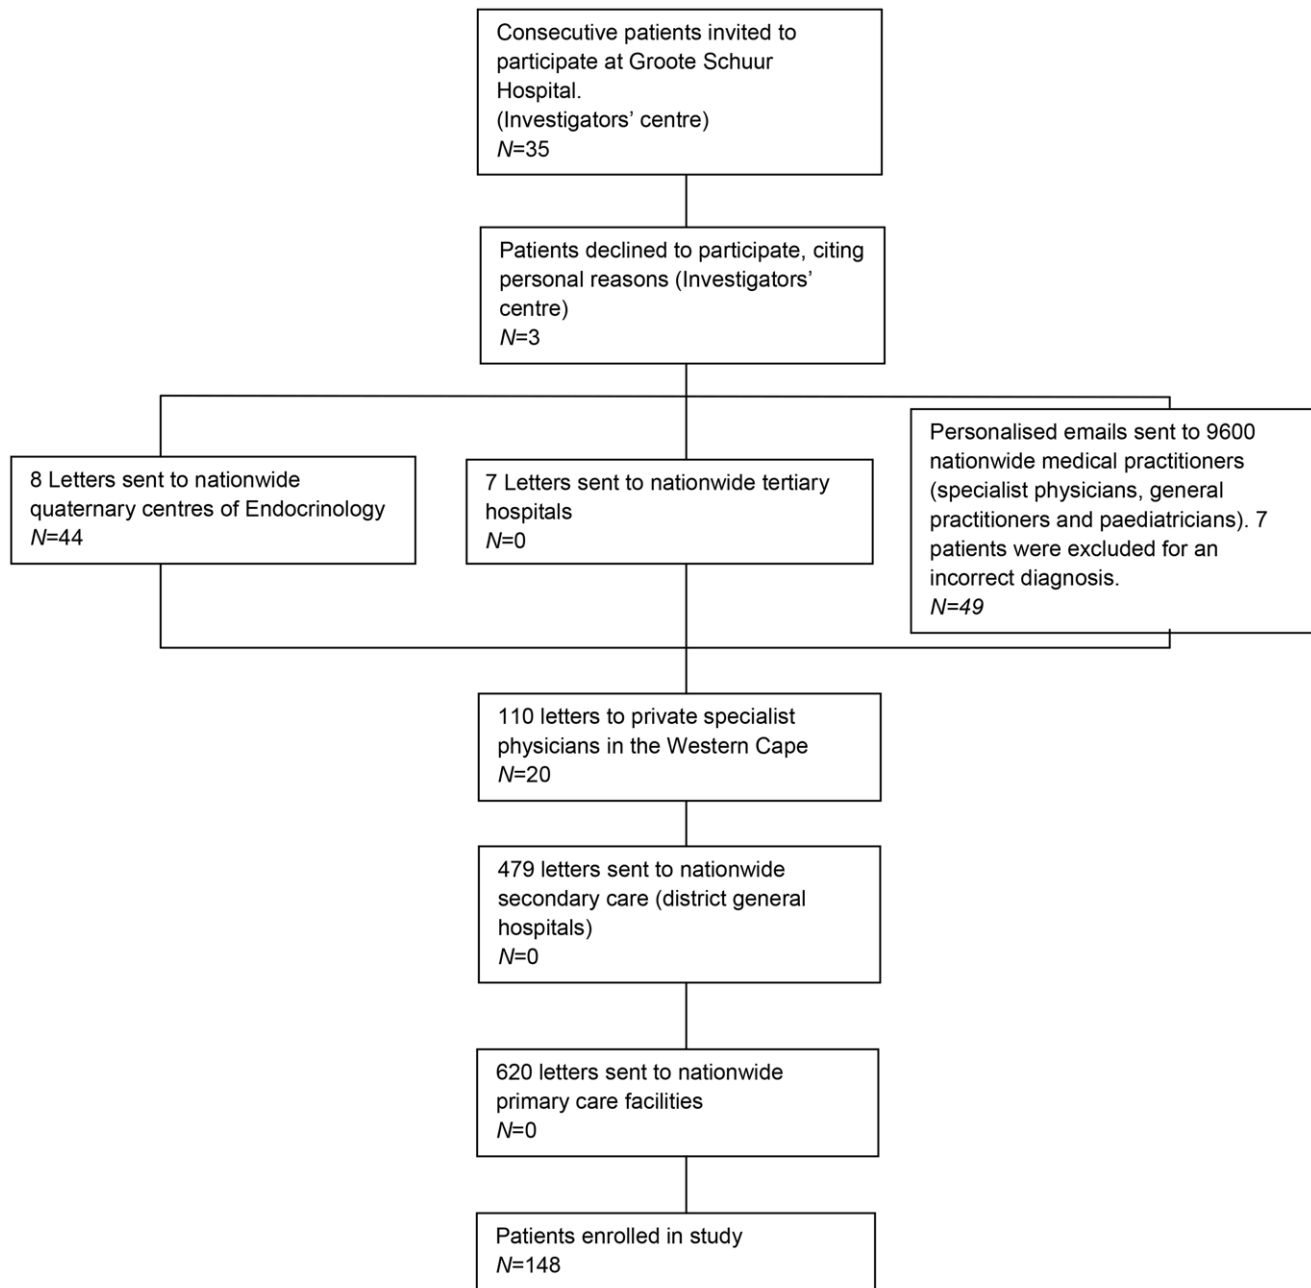 Consecutive patients invited to
participate at Groote Schuur
Hospital.
(Investigators’ centre)
N=35
Patients declined to participate, citing
personal reasons (Investigators’
centre)
N=3
8 Letters sent to nationwide
quaternary centres of Endocrinology
N=44
7 Letters sent to nationwide tertiary
hospitals
N=0
Personalised emails sent to 9600
nationwide medical practitioners
(specialist physicians, general
practitioners and paediatricians). 7
patients were excluded for an
incorrect diagnosis.
N=49
110 letters to private specialist
physicians in the Western Cape
N=20
479 letters sent to nationwide
secondary care (district general
hospitals)
N=0
620 letters sent to nationwide
primary care facilities
N=0
Patients enrolled in study
N=148